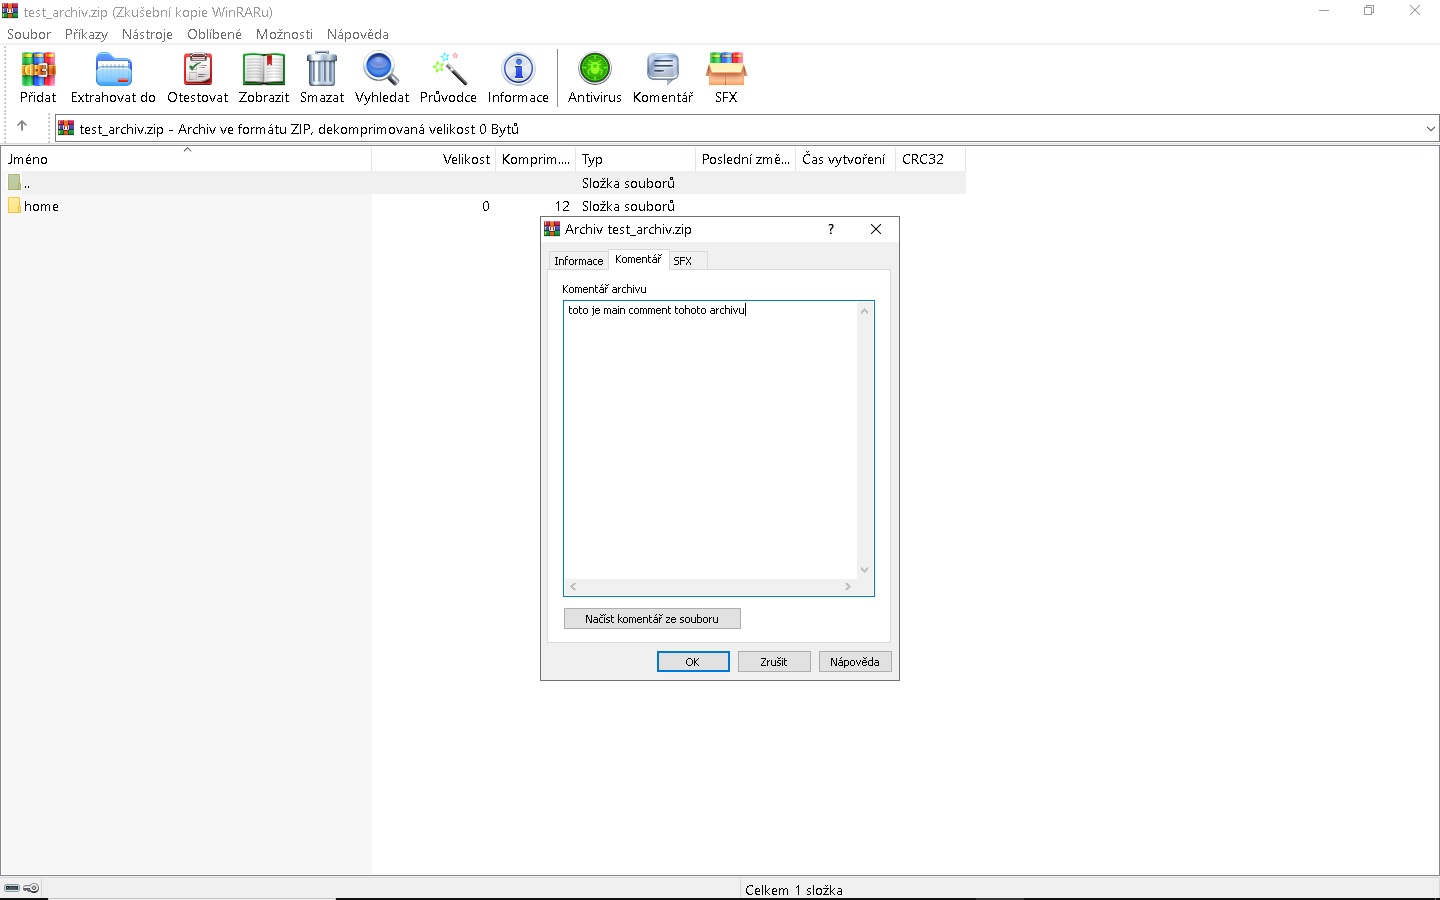 test_archiv.zip (Zkušební kopie WinRARu)
Soubor Příkazy Nástroje Oblíbené Možnosti Nápověda
Přidat Extrahovat do Otestovat Zobrazit Smazat Vyhledat Průvodce Informace Antivirus Komentář SFX
test_archiv.zip - Archiv ve formátu ZIP, dekomprimovaná velikost 0 Bytů
Jméno Velikost Komprim.... Typ Poslední změ... Čas vytvoření CRC32
.. Složka souborů
home 0 12 Složka souborů
Archiv test_archiv.zip ?
Informace Komentář SFX
Komentář archivu
toto je main comment tohoto archivu
Načíst komentář ze souboru
OK Zrušit Nápověda
Celkem 1 složka